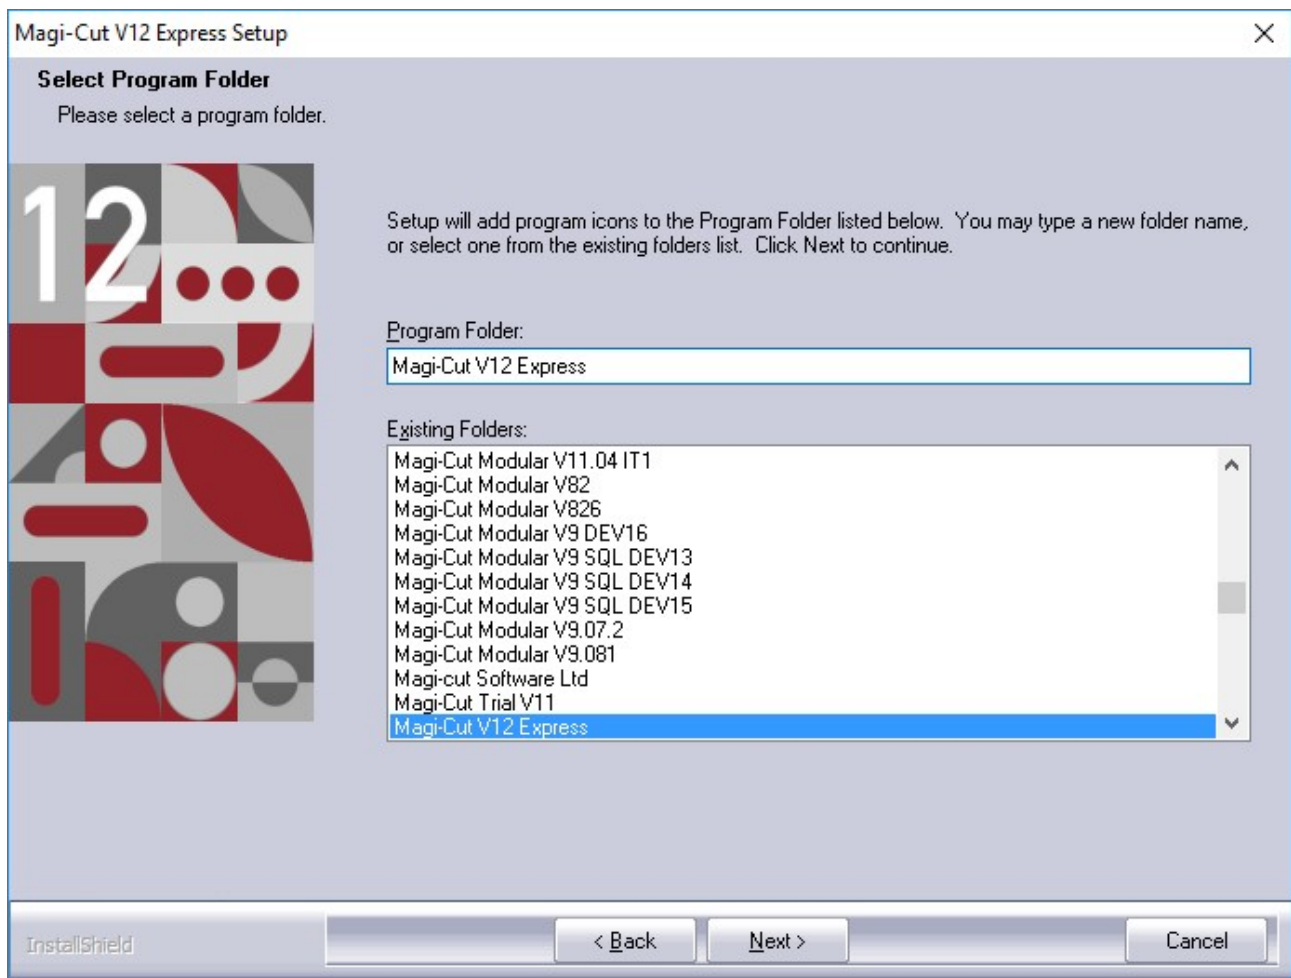 Magi-Cut V12 Express Setup
Select Program Folder
Please select a program folder.
12
Setup will add program icons to the Program Folder listed below.  You may type a new folder name,
or select one from the existing folders list.  Click Next to continue.
Program Folder:
Magi-Cut V12 Express
Existing Folders:
Magi-Cut Modular V11.04 IT1
Magi-Cut Modular V82
Magi-Cut Modular V826
Magi-Cut Modular V9 DEV16
Magi-Cut Modular V9 SQL DEV13
Magi-Cut Modular V9 SQL DEV14
Magi-Cut Modular V9 SQL DEV15
Magi-Cut Modular V9.07.2
Magi-Cut Modular V9.081
Magi-cut Software Ltd
Magi-Cut Trial V11
Magi-Cut V12 Express
InstallShield
< Back
Next >
Cancel